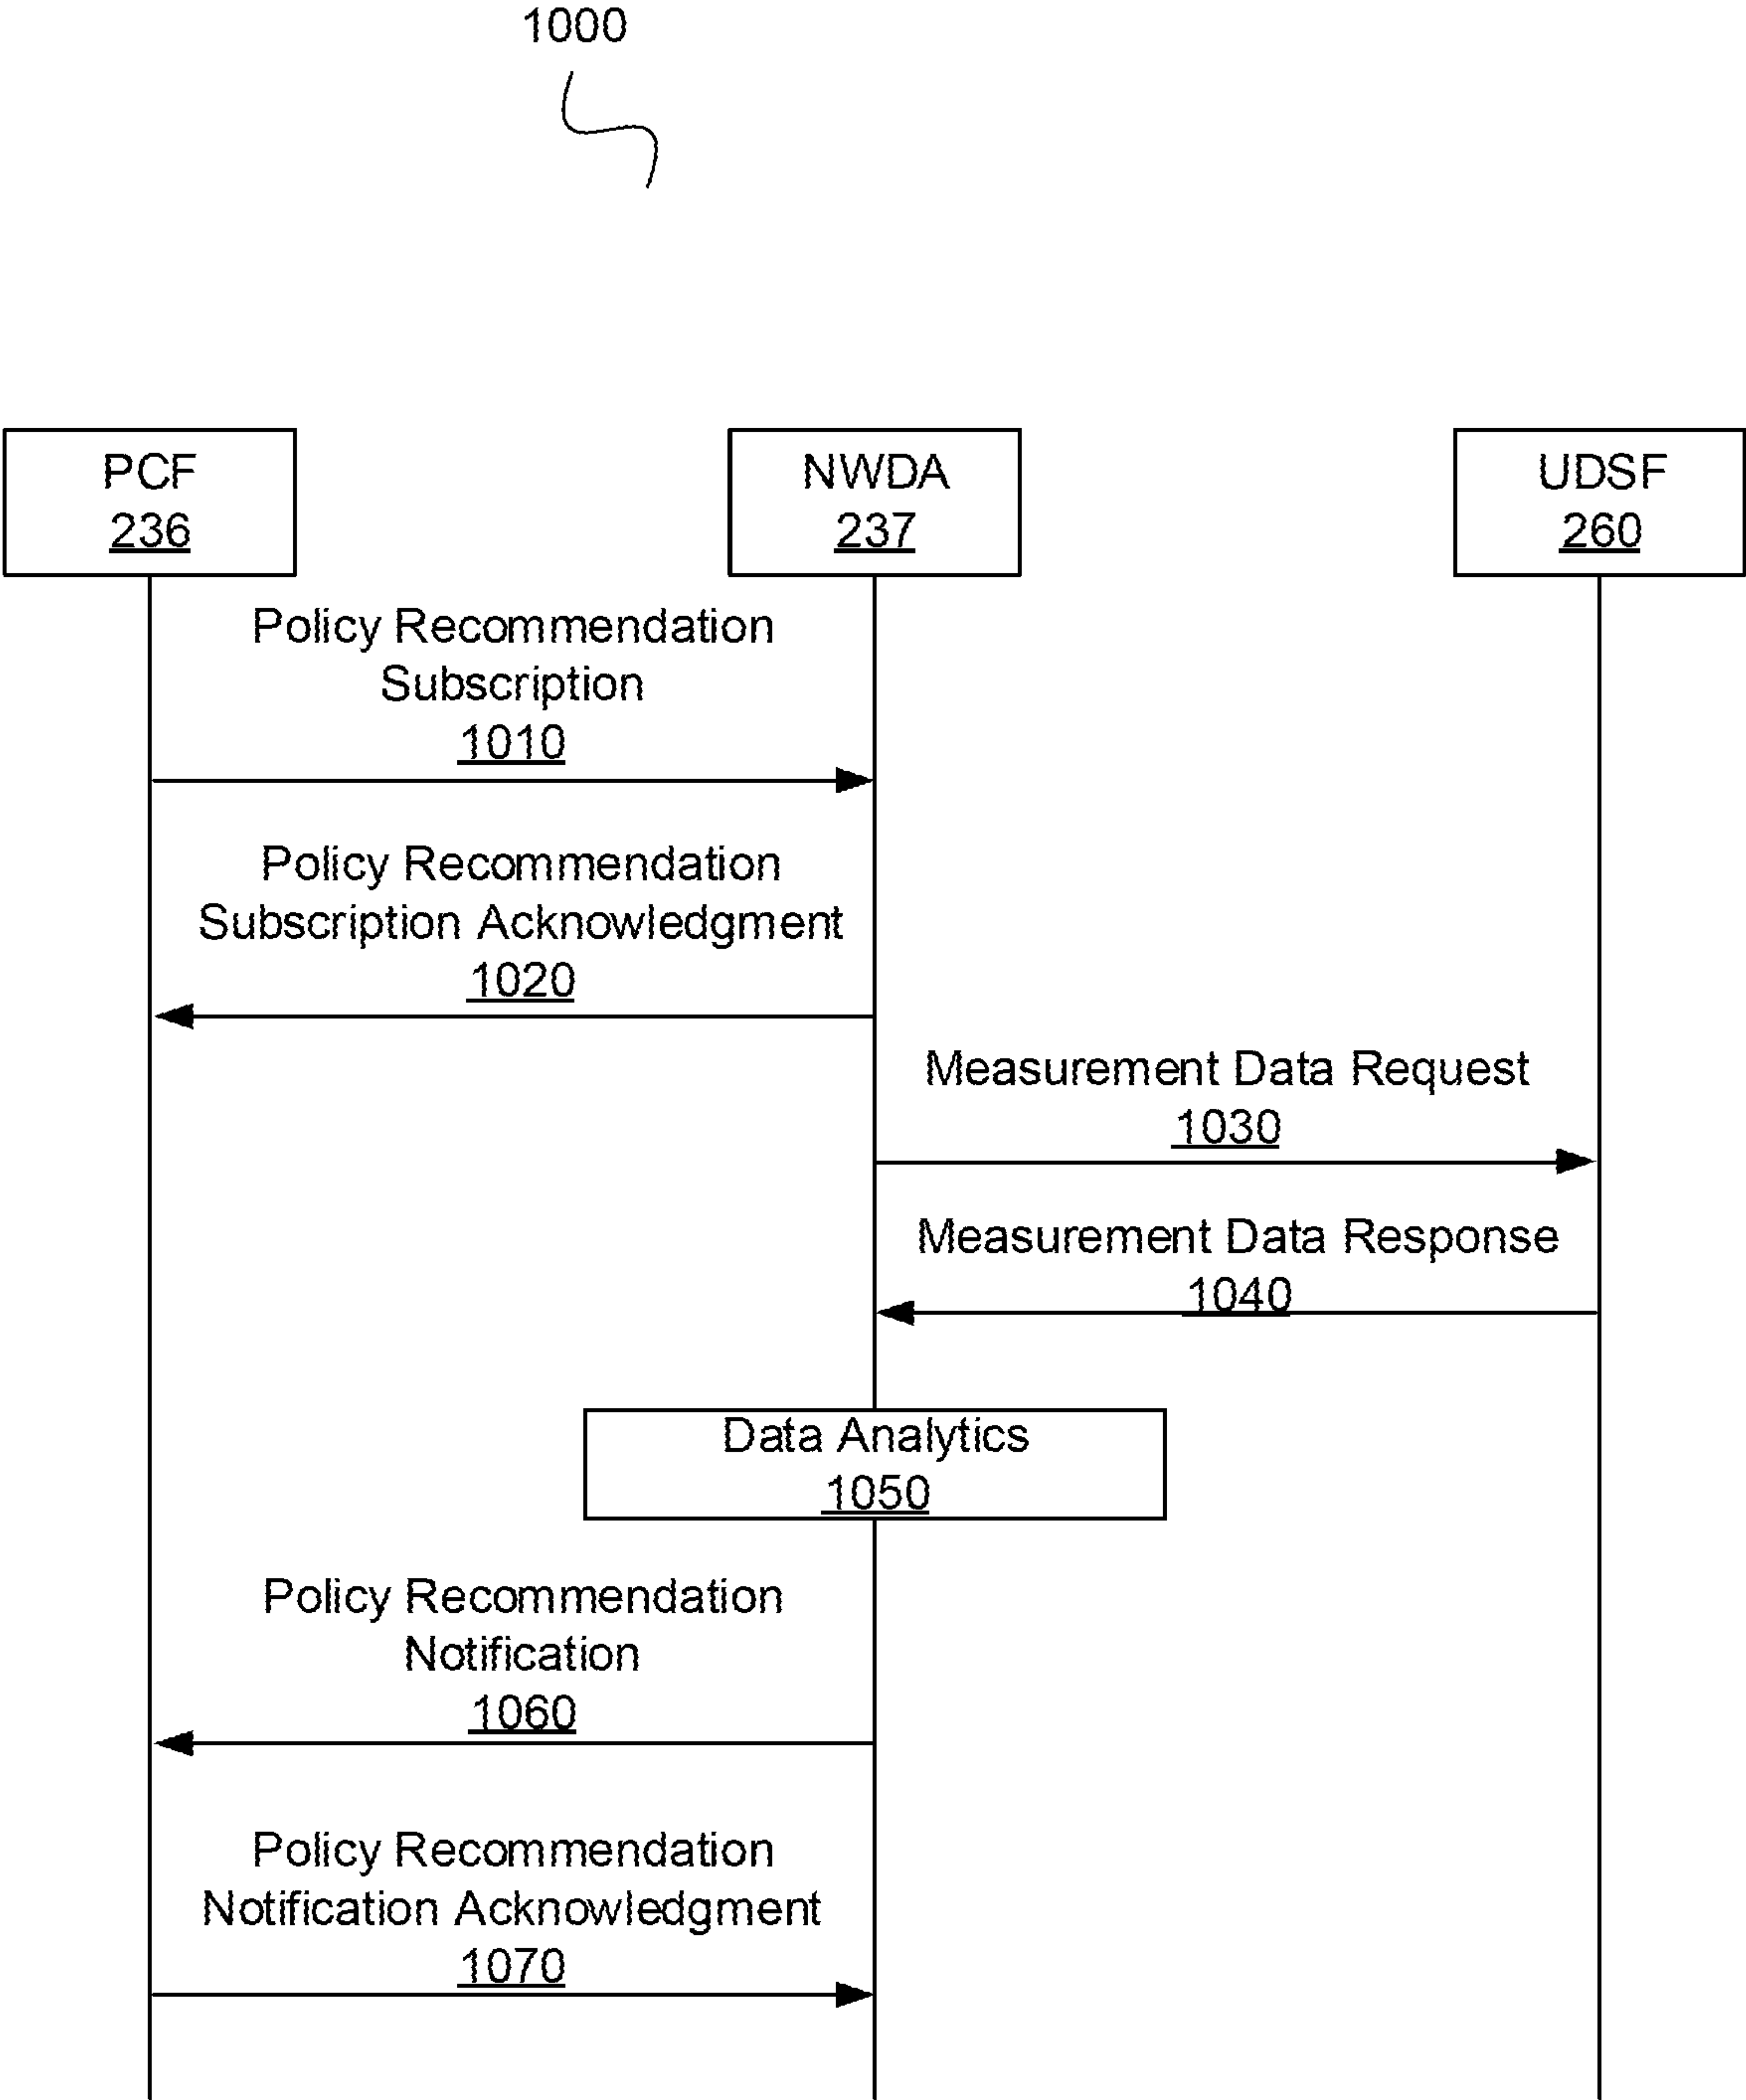 1000
PCF
236
NWDA
237
UDSF
260
Policy Recommendation
Subscription
1010
Policy Recommendation
Subscription Acknowledgment
1020
Measurement Data Request
1030
Measurement Data Response
1040
Data Analytics
1050
Policy Recommendation
Notification
1060
Policy Recommendation
Notification Acknowledgment
1070